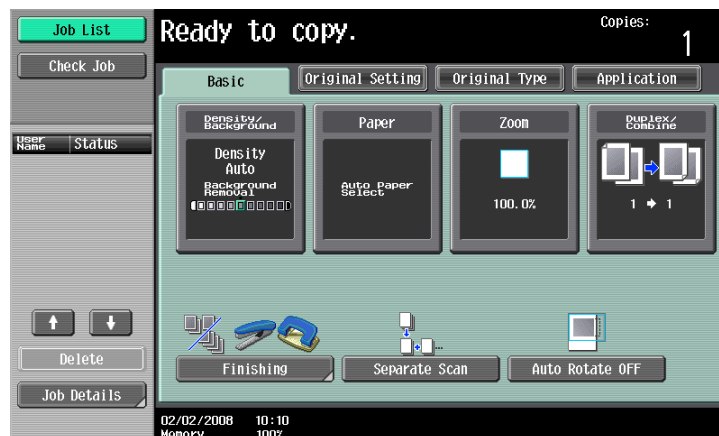 Job List
Check Job
User Name
Status
Delete
Job Details
Ready to copy.
Copies:
1
Basic
Original Setting
Original Type
Application
Density/
Background
Density
Auto
Background
Removal
Paper
Auto Paper
Select
Zoom
100.0%
Duplex/
Combine
1 → 1
Finishing
Separate Scan
Auto Rotate OFF
02/02/2008 10:10
Memory 100%